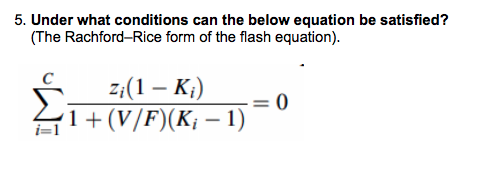 5. Under what conditions can the below equation be satisfied?
(The Rachford–Rice form of the flash equation).
C
∑ zᵢ(1 – Kᵢ) / 1 + (V/F)(Kᵢ – 1) = 0
i=1